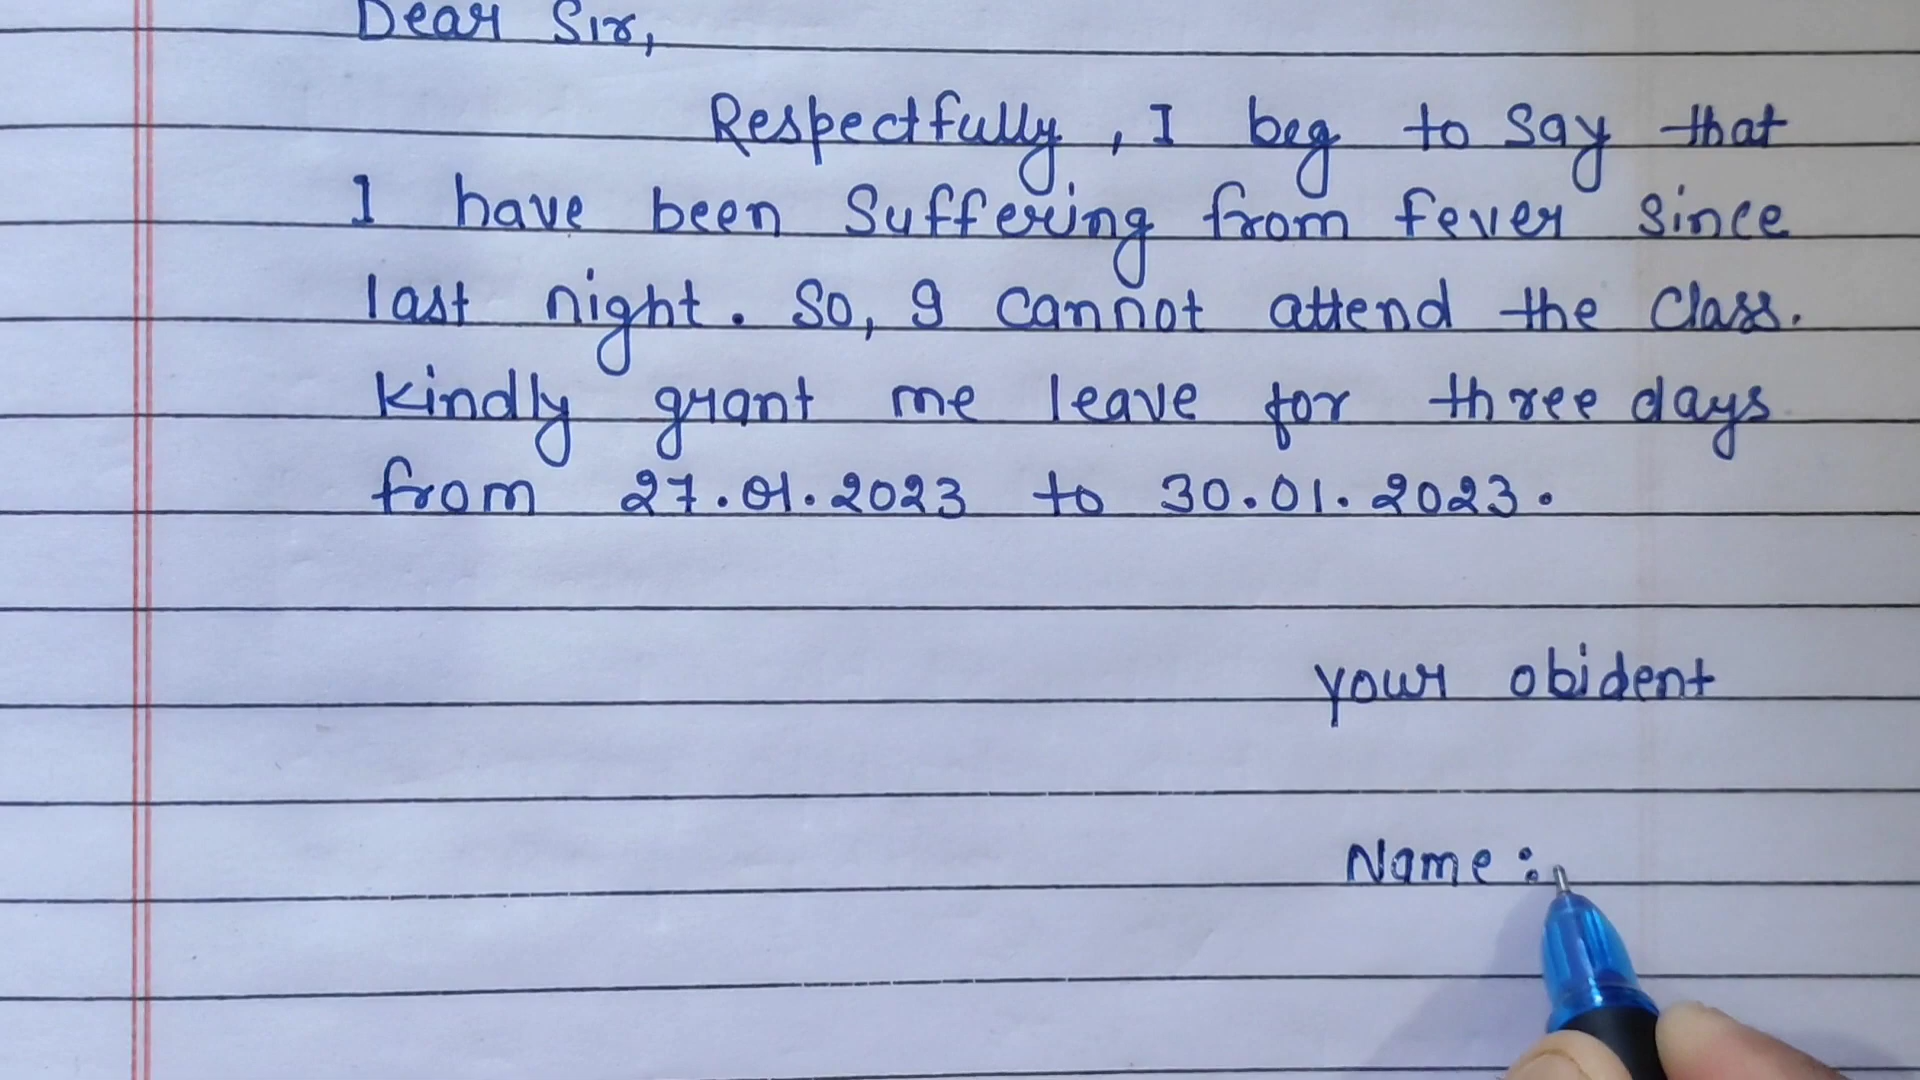 Dear Sir,
Respectfully, I beg to say that
I have been Suffering from fever since
last night. So, I cannot attend the Class.
kindly grant me leave for three days
from 27.01.2023 to 30.01.2023.
your obident
Name :